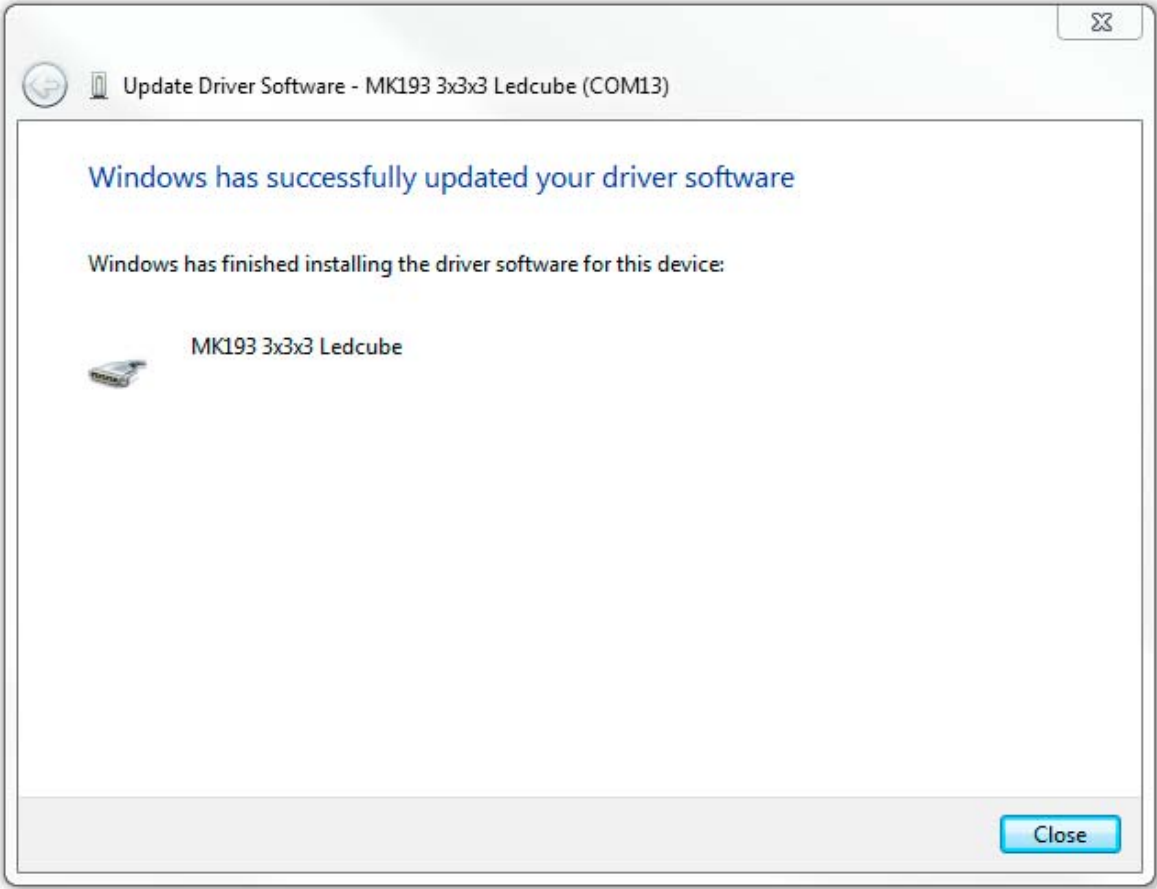 Update Driver Software - MK193 3x3x3 Ledcube (COM13)
Windows has successfully updated your driver software
Windows has finished installing the driver software for this device:
MK193 3x3x3 Ledcube
Close